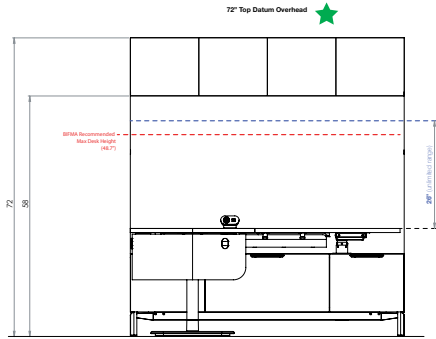 72" Top Datum Overhead
BIFMA Recommended
Max Desk Height
(48.7")
72
58
26" (unlimited range)